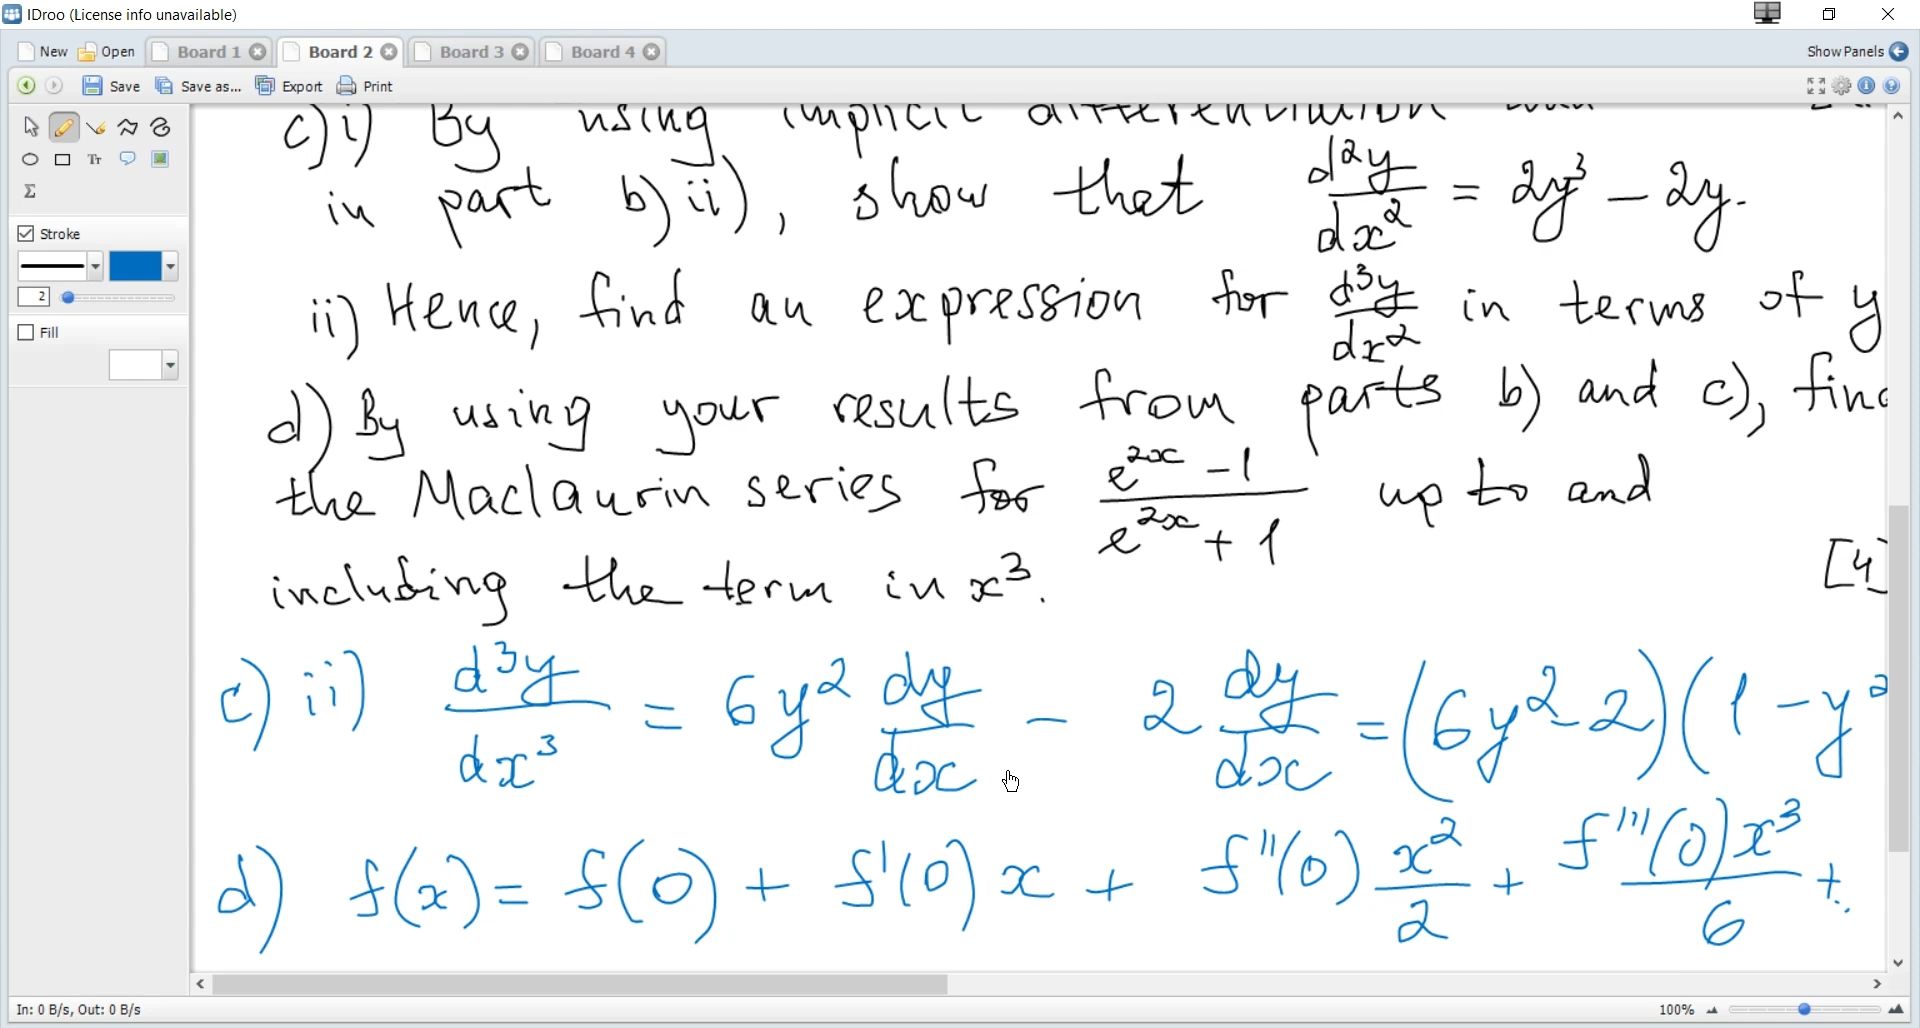 IDroo (License info unavailable)
New Open Board 1 Board 2 Board 3 Board 4 Show Panels
Save Save as... Export Print
Tт
Σ
Stroke
2
Fill
c) i) By using implicit differentiation
in part b) ii), show that d²y/dx² = 2y³ - 2y.
ii) Hence, find an expression for d³y/dx² in terms of y
d) By using your results from parts b) and c), find
the Maclaurin series for (e^{2x} - 1)/(e^{2x} + 1) up to and
including the term in x³. [4]
c) ii) d³y/dx³ = 6y² dy/dx - 2 dy/dx = (6y² - 2)(1 - y²
d) f(x) = f(0) + f'(0) x + f''(0) x²/2 + f'''(0) x³/6 + ..
In: 0 B/s, Out: 0 B/s 100%